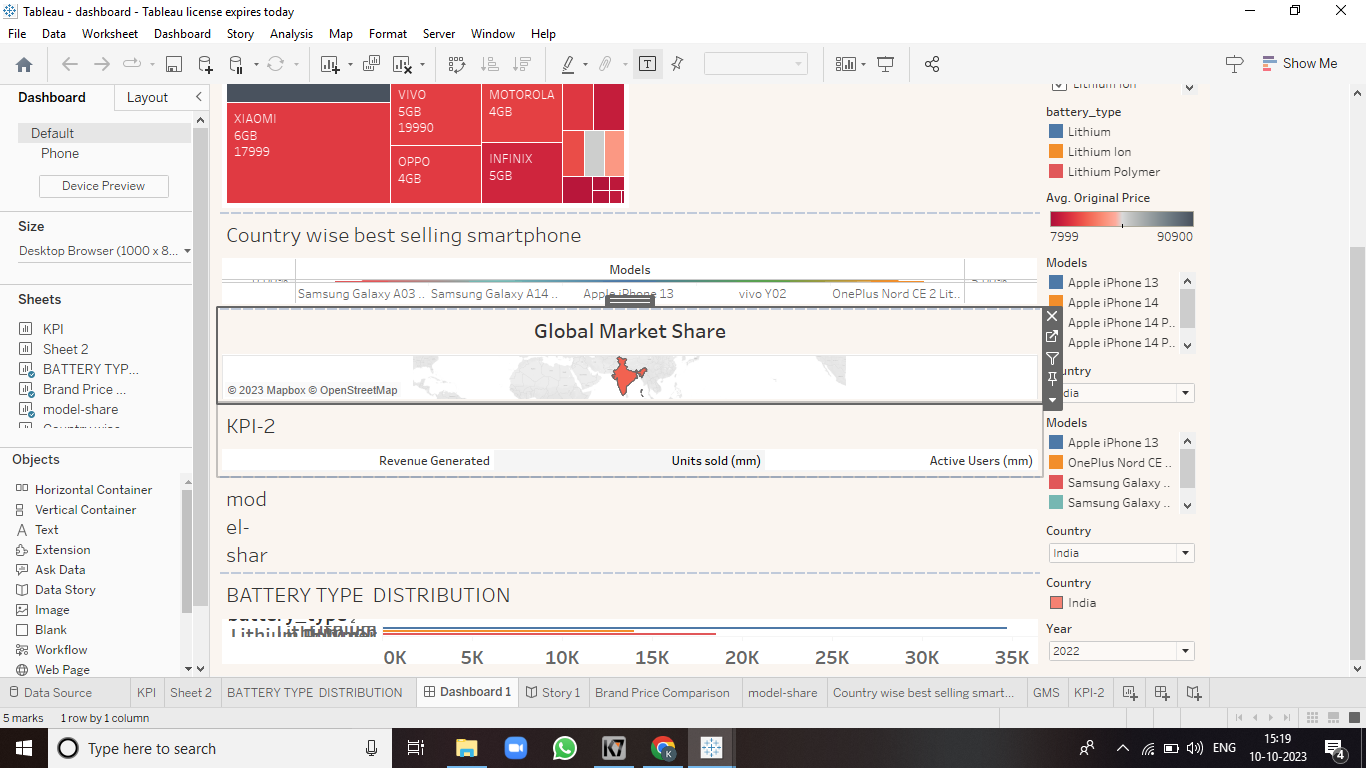 Tableau - dashboard - Tableau license expires today
File Data Worksheet Dashboard Story Analysis Map Format Server Window Help
Show Me
Dashboard Layout
Default
Phone
Device Preview
Size
Desktop Browser (1000 x 8...
Sheets
KPI
Sheet 2
BATTERY TYP...
Brand Price ...
model-share
Country wise
Objects
Horizontal Container
Vertical Container
Text
Extension
Ask Data
Data Story
Image
Blank
Workflow
Web Page
XIAOMI
6GB
17999
VIVO
5GB
19990
OPPO
4GB
MOTOROLA
4GB
INFINIX
5GB
Country wise best selling smartphone
Models
Samsung Galaxy A03 .. Samsung Galaxy A14 .. Apple iPhone 13 vivo Y02 OnePlus Nord CE 2 Lit..
Global Market Share
© 2023 Mapbox © OpenStreetMap
KPI-2
Revenue Generated Units sold (mm) Active Users (mm)
mod
el-
shar
BATTERY TYPE DISTRIBUTION
battery_type
0K 5K 10K 15K 20K 25K 30K 35K
Lithium Ion
battery_type
Lithium
Lithium Ion
Lithium Polymer
Avg. Original Price
7999 90900
Models
Apple iPhone 13
Apple iPhone 14
Apple iPhone 14 P..
Apple iPhone 14 P..
untry
dia
Models
Apple iPhone 13
OnePlus Nord CE ..
Samsung Galaxy ..
Samsung Galaxy ..
Country
India
Country
India
Year
2022
Data Source KPI Sheet 2 BATTERY TYPE DISTRIBUTION Dashboard 1 Story 1 Brand Price Comparison model-share Country wise best selling smart... GMS KPI-2
5 marks 1 row by 1 column
Type here to search
ENG
15:19
10-10-2023
4